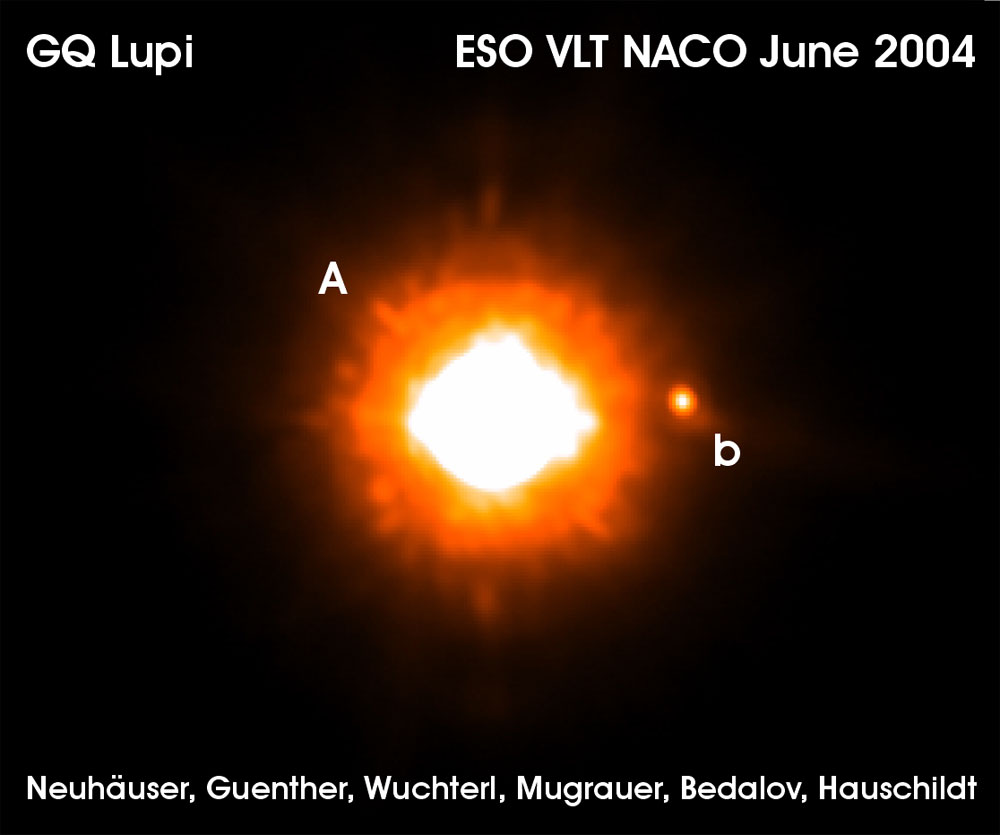 GQ Lupi
ESO VLT NACO June 2004
A
b
Neuhäuser, Guenther, Wuchterl, Mugrauer, Bedalov, Hauschildt